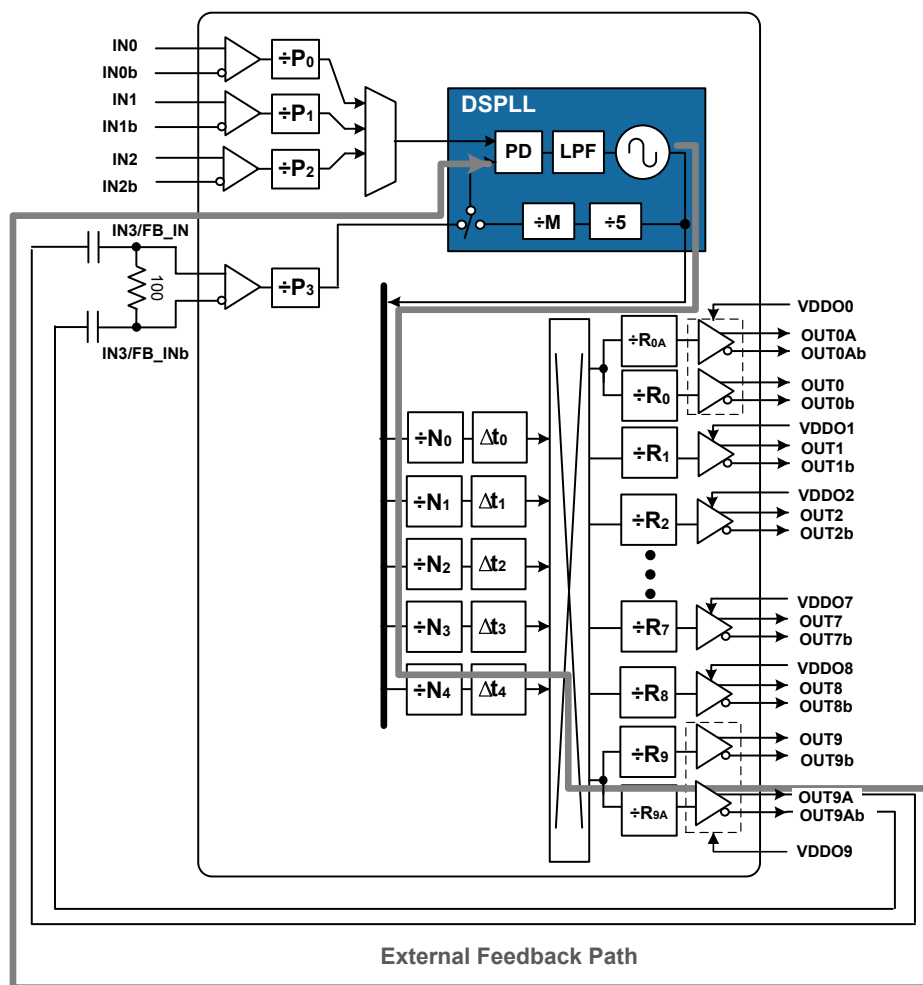 IN0
IN0b
IN1
IN1b
IN2
IN2b
÷P0
÷P1
÷P2
DSPLL
PD
LPF
÷M
÷5
IN3/FB_IN
100
IN3/FB_INb
÷P3
÷N0
Δt0
÷N1
Δt1
÷N2
Δt2
÷N3
Δt3
÷N4
Δt4
÷R0A
÷R0
÷R1
÷R2
÷R7
÷R8
÷R9
÷R9A
VDDO0
OUT0A
OUT0Ab
OUT0
OUT0b
VDDO1
OUT1
OUT1b
VDDO2
OUT2
OUT2b
VDDO7
OUT7
OUT7b
VDDO8
OUT8
OUT8b
OUT9
OUT9b
OUT9A
OUT9Ab
VDDO9
External Feedback Path